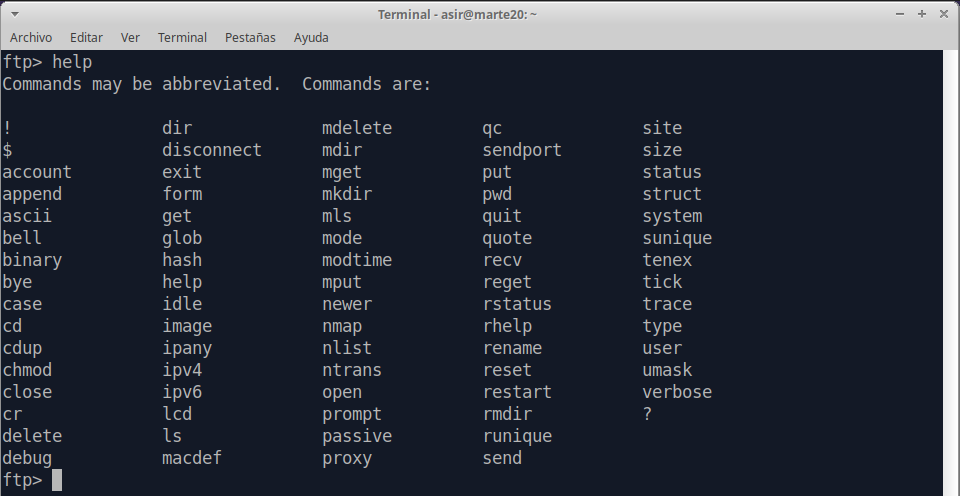 Terminal - asir@marte20: ~
Archivo Editar Ver Terminal Pestañas Ayuda
ftp> help
Commands may be abbreviated.  Commands are:

!               dir             mdelete         qc              site
$               disconnect      mdir            sendport        size
account         exit            mget            put             status
append          form            mkdir           pwd             struct
ascii           get             mls             quit            system
bell            glob            mode            quote           sunique
binary          hash            modtime         recv            tenex
bye             help            mput            reget           tick
case            idle            newer           rstatus         trace
cd              image           nmap            rhelp           type
cdup            ipany           nlist           rename          user
chmod           ipv4            ntrans          reset           umask
close           ipv6            open            restart         verbose
cr              lcd             prompt          rmdir           ?
delete          ls              passive         runique
debug           macdef          proxy           send
ftp>